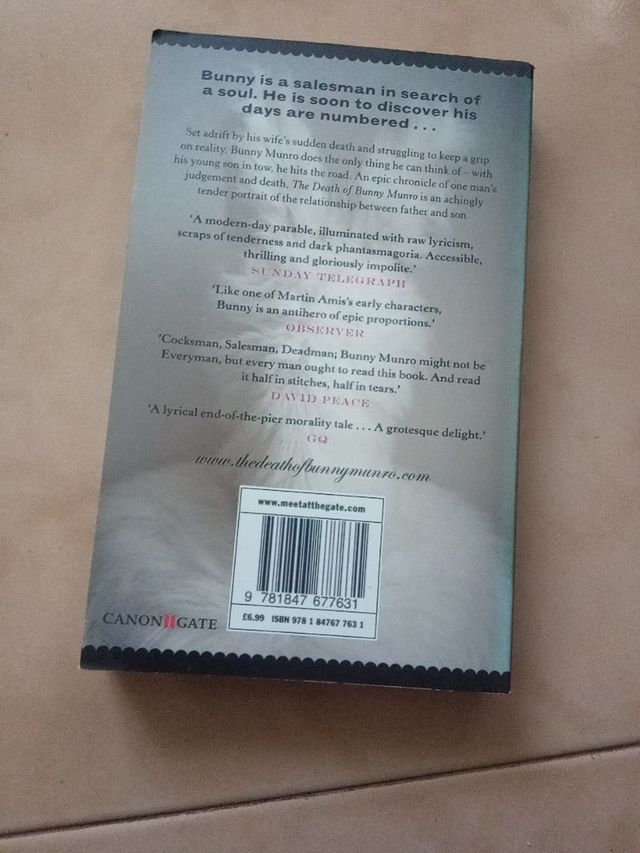 Bunny is a salesman in search of
a soul. He is soon to discover his
days are numbered . . .
Set adrift by his wife's sudden death and struggling to keep a grip
on reality, Bunny Munro does the only thing he can think of – with
his young son in tow, he hits the road. An epic chronicle of one man's
judgement and death, The Death of Bunny Munro is an achingly
tender portrait of the relationship between father and son.
'A modern-day parable, illuminated with raw lyricism,
scraps of tenderness and dark phantasmagoria. Accessible,
thrilling and gloriously impolite.'
SUNDAY TELEGRAPH
'Like one of Martin Amis's early characters,
Bunny is an antihero of epic proportions.'
OBSERVER
'Cocksman, Salesman, Deadman; Bunny Munro might not be
Everyman, but every man ought to read this book. And read
it half in stitches, half in tears.'
DAVID PEACE
'A lyrical end-of-the-pier morality tale . . . A grotesque delight.'
GQ
www.thedeathofbunnymunro.com
www.meetatthegate.com
9 781847 677631
£6.99 ISBN 978 1 84767 763 1
CANONGATE